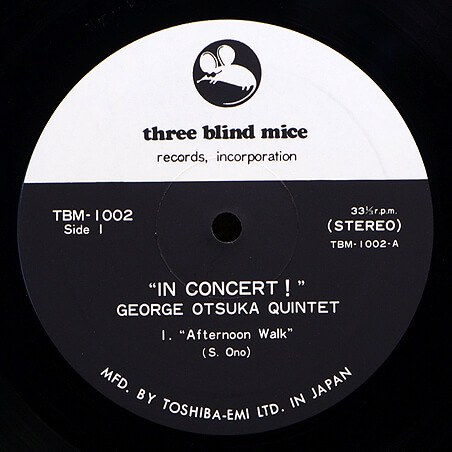 three blind mice
records, incorporation
TBM-1002
Side 1
33⅓ r.p.m.
(STEREO)
TBM-1002-A
“IN CONCERT!”
GEORGE OTSUKA QUINTET
1. “Afternoon Walk”
(S. Ono)
MFD. BY TOSHIBA-EMI LTD. IN JAPAN